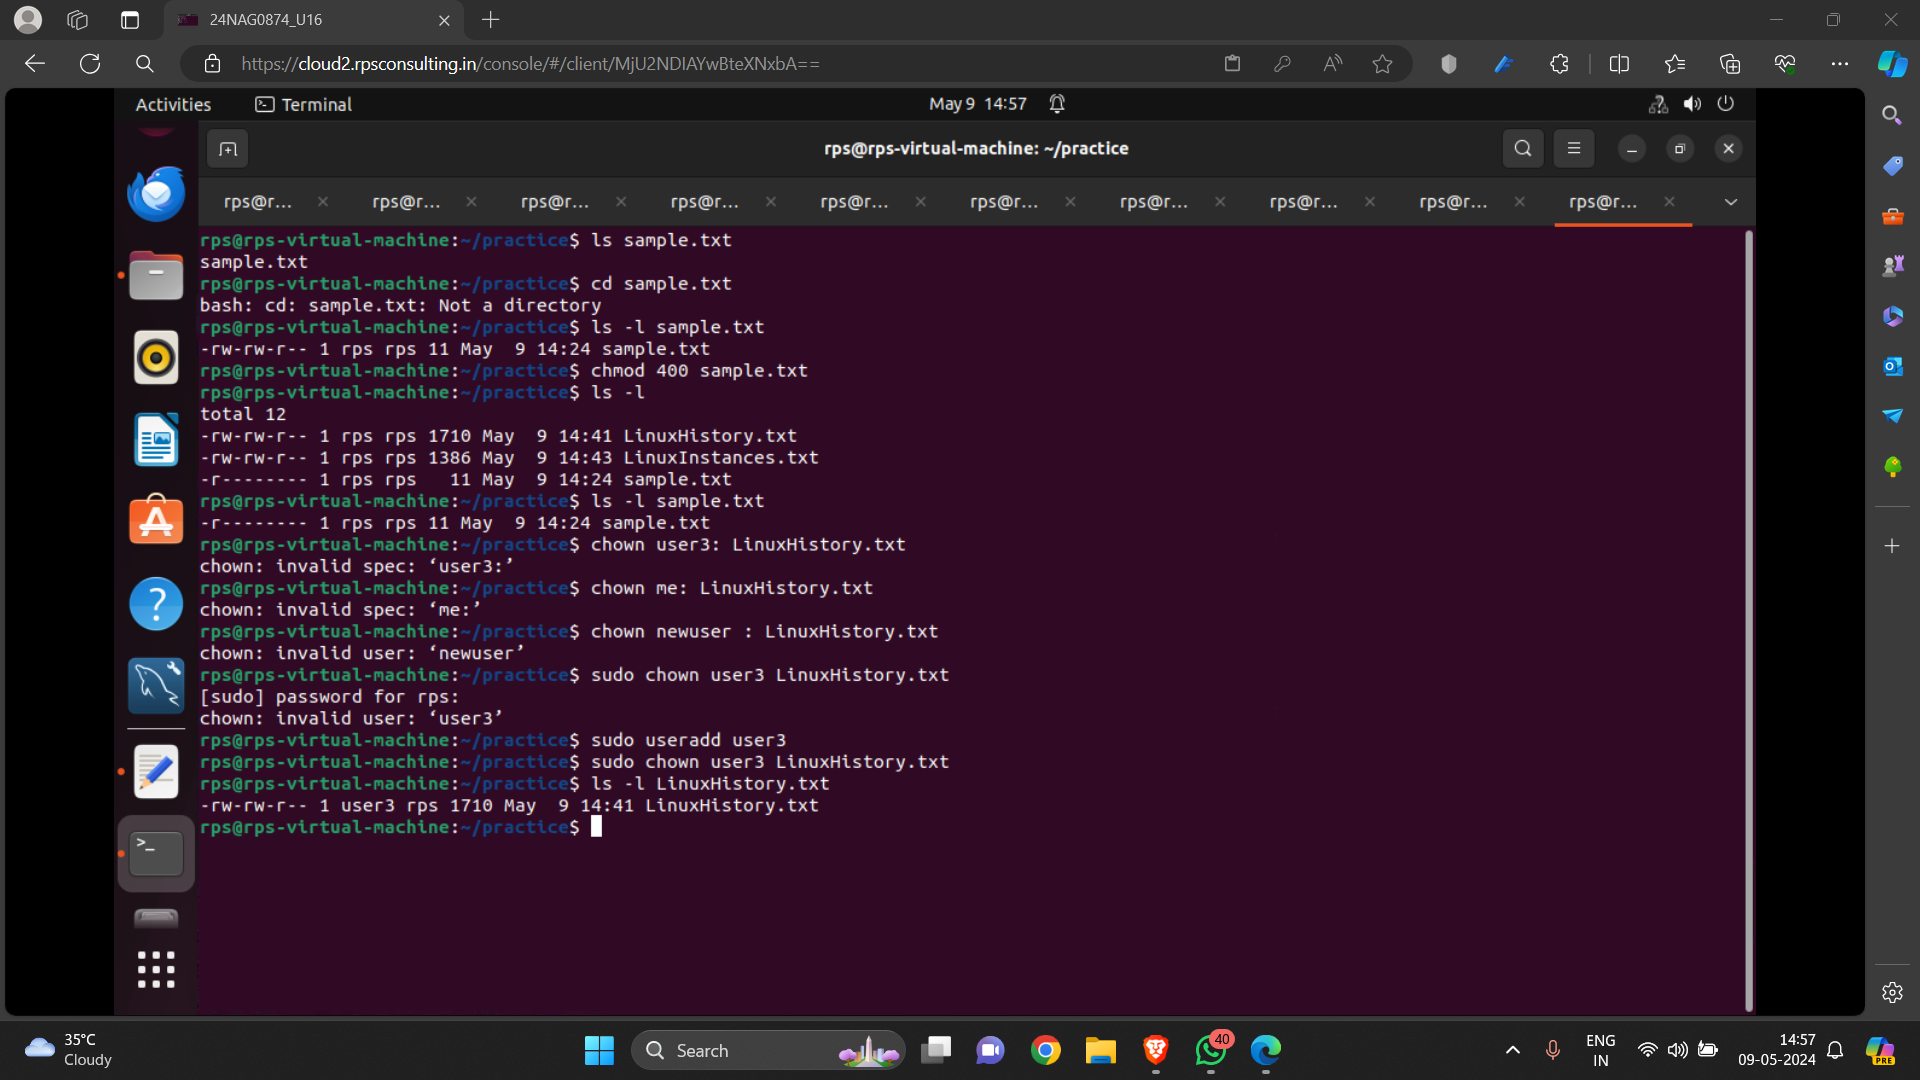 24NAG0874_U16
https://cloud2.rpsconsulting.in/console/#/client/MjU2NDIAYwBteXNxbA==
Activities Terminal May 9 14:57
rps@rps-virtual-machine: ~/practice
rps@r... rps@r... rps@r... rps@r... rps@r... rps@r... rps@r... rps@r... rps@r... rps@r...
rps@rps-virtual-machine:~/practice$ ls sample.txt
sample.txt
rps@rps-virtual-machine:~/practice$ cd sample.txt
bash: cd: sample.txt: Not a directory
rps@rps-virtual-machine:~/practice$ ls -l sample.txt
-rw-rw-r-- 1 rps rps 11 May  9 14:24 sample.txt
rps@rps-virtual-machine:~/practice$ chmod 400 sample.txt
rps@rps-virtual-machine:~/practice$ ls -l
total 12
-rw-rw-r-- 1 rps rps 1710 May  9 14:41 LinuxHistory.txt
-rw-rw-r-- 1 rps rps 1386 May  9 14:43 LinuxInstances.txt
-r-------- 1 rps rps   11 May  9 14:24 sample.txt
rps@rps-virtual-machine:~/practice$ ls -l sample.txt
-r-------- 1 rps rps 11 May  9 14:24 sample.txt
rps@rps-virtual-machine:~/practice$ chown user3: LinuxHistory.txt
chown: invalid spec: ‘user3:’
rps@rps-virtual-machine:~/practice$ chown me: LinuxHistory.txt
chown: invalid spec: ‘me:’
rps@rps-virtual-machine:~/practice$ chown newuser : LinuxHistory.txt
chown: invalid user: ‘newuser’
rps@rps-virtual-machine:~/practice$ sudo chown user3 LinuxHistory.txt
[sudo] password for rps:
chown: invalid user: ‘user3’
rps@rps-virtual-machine:~/practice$ sudo useradd user3
rps@rps-virtual-machine:~/practice$ sudo chown user3 LinuxHistory.txt
rps@rps-virtual-machine:~/practice$ ls -l LinuxHistory.txt
-rw-rw-r-- 1 user3 rps 1710 May  9 14:41 LinuxHistory.txt
rps@rps-virtual-machine:~/practice$
35°C
Cloudy
Search
40
ENG
IN
14:57
09-05-2024
PRE